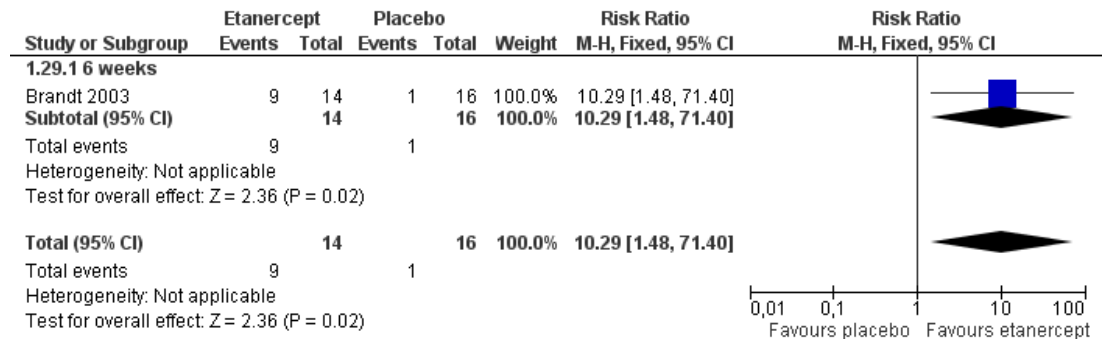 Etanercept Placebo Risk Ratio Risk Ratio
Study or Subgroup Events Total Events Total Weight M-H, Fixed, 95% CI M-H, Fixed, 95% CI
1.29.1 6 weeks
Brandt 2003 9 14 1 16 100.0% 10.29 [1.48, 71.40]
Subtotal (95% CI) 14 16 100.0% 10.29 [1.48, 71.40]
Total events 9 1
Heterogeneity: Not applicable
Test for overall effect: Z = 2.36 (P = 0.02)
Total (95% CI) 14 16 100.0% 10.29 [1.48, 71.40]
Total events 9 1
Heterogeneity: Not applicable
Test for overall effect: Z = 2.36 (P = 0.02)
0,01 0,1 1 10 100
Favours placebo Favours etanercept